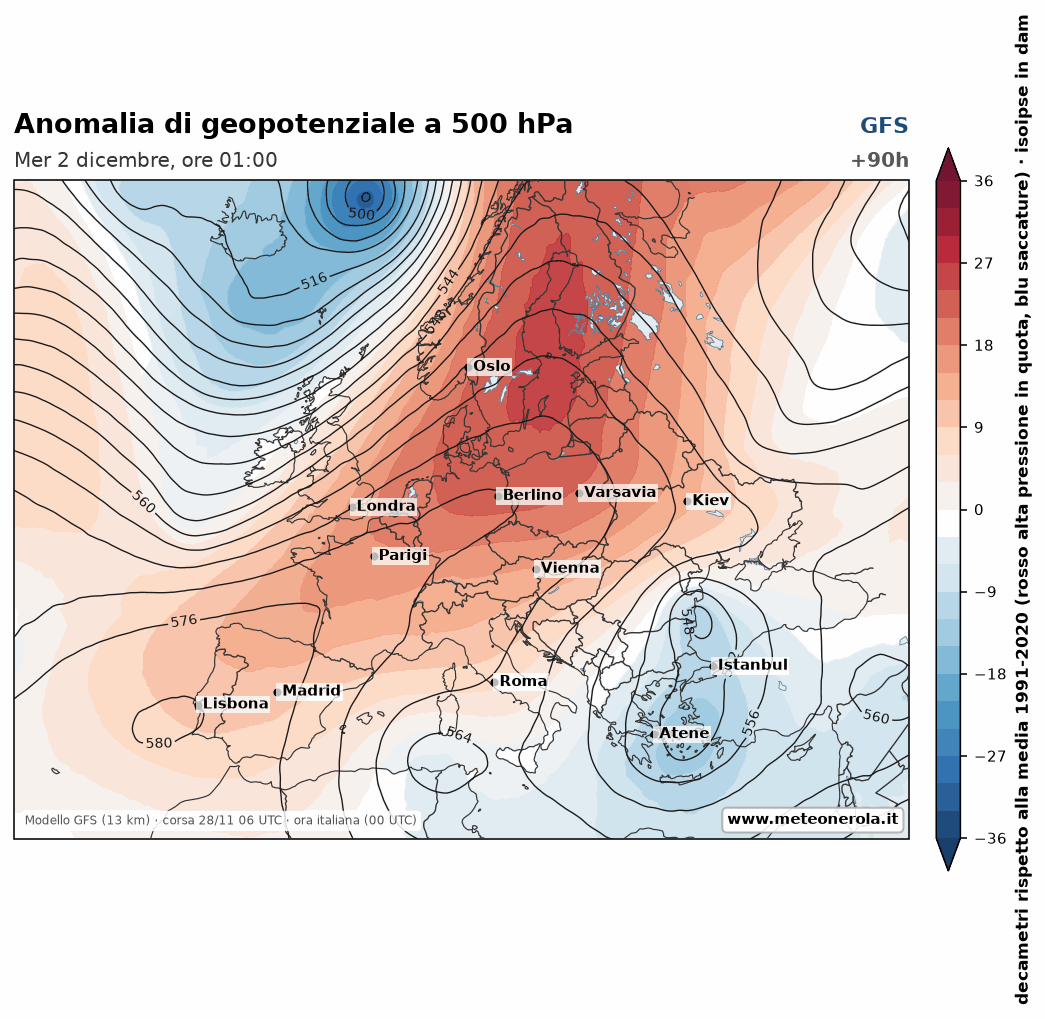 Anomalia di geopotenziale a 500 hPa
GFS
Mer 2 dicembre, ore 01:00
+90h
500
516
544
548
Oslo
560
Londra
Berlino
Varsavia
Kiev
Parigi
Vienna
576
548
Istanbul
Roma
Madrid
Lisbona
580
564
Atene
556
560
Modello GFS (13 km) · corsa 28/11 06 UTC · ora italiana (00 UTC)
www.meteonerola.it
36
27
18
9
0
−9
−18
−27
−36
decametri rispetto alla media 1991-2020 (rosso alta pressione in quota, blu saccature) · isoipse in dam